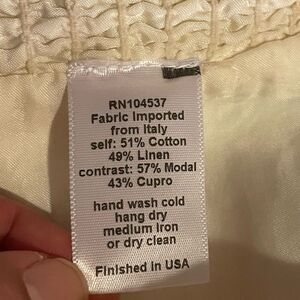 RN104537
Fabric Imported
from Italy
self: 51% Cotton
49% Linen
contrast: 57% Modal
43% Cupro
hand wash cold
hang dry
medium iron
or dry clean
Finished in USA